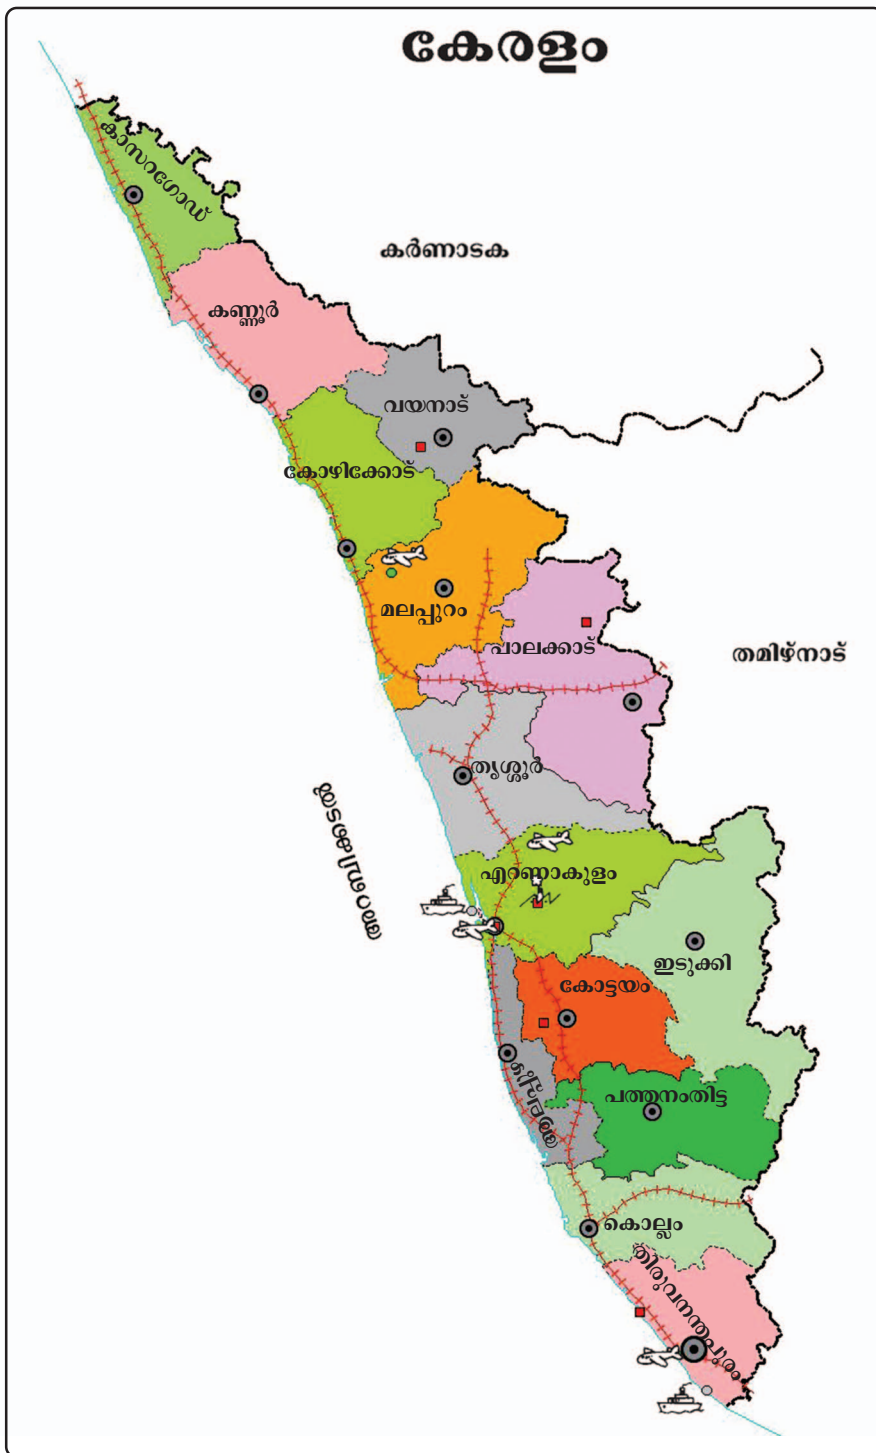 കേരളം
കാസറഗോഡ്
കർണാടക
കണ്ണൂർ
വയനാട്
കോഴിക്കോട്
മലപ്പുറം
പാലക്കാട്
തമിഴ്നാട്
തൃശ്ശൂർ
അറബിക്കടൽ
എറണാകുളം
ഇടുക്കി
കോട്ടയം
ആലപ്പുഴ
പത്തനംതിട്ട
കൊല്ലം
തിരുവനന്തപുരം